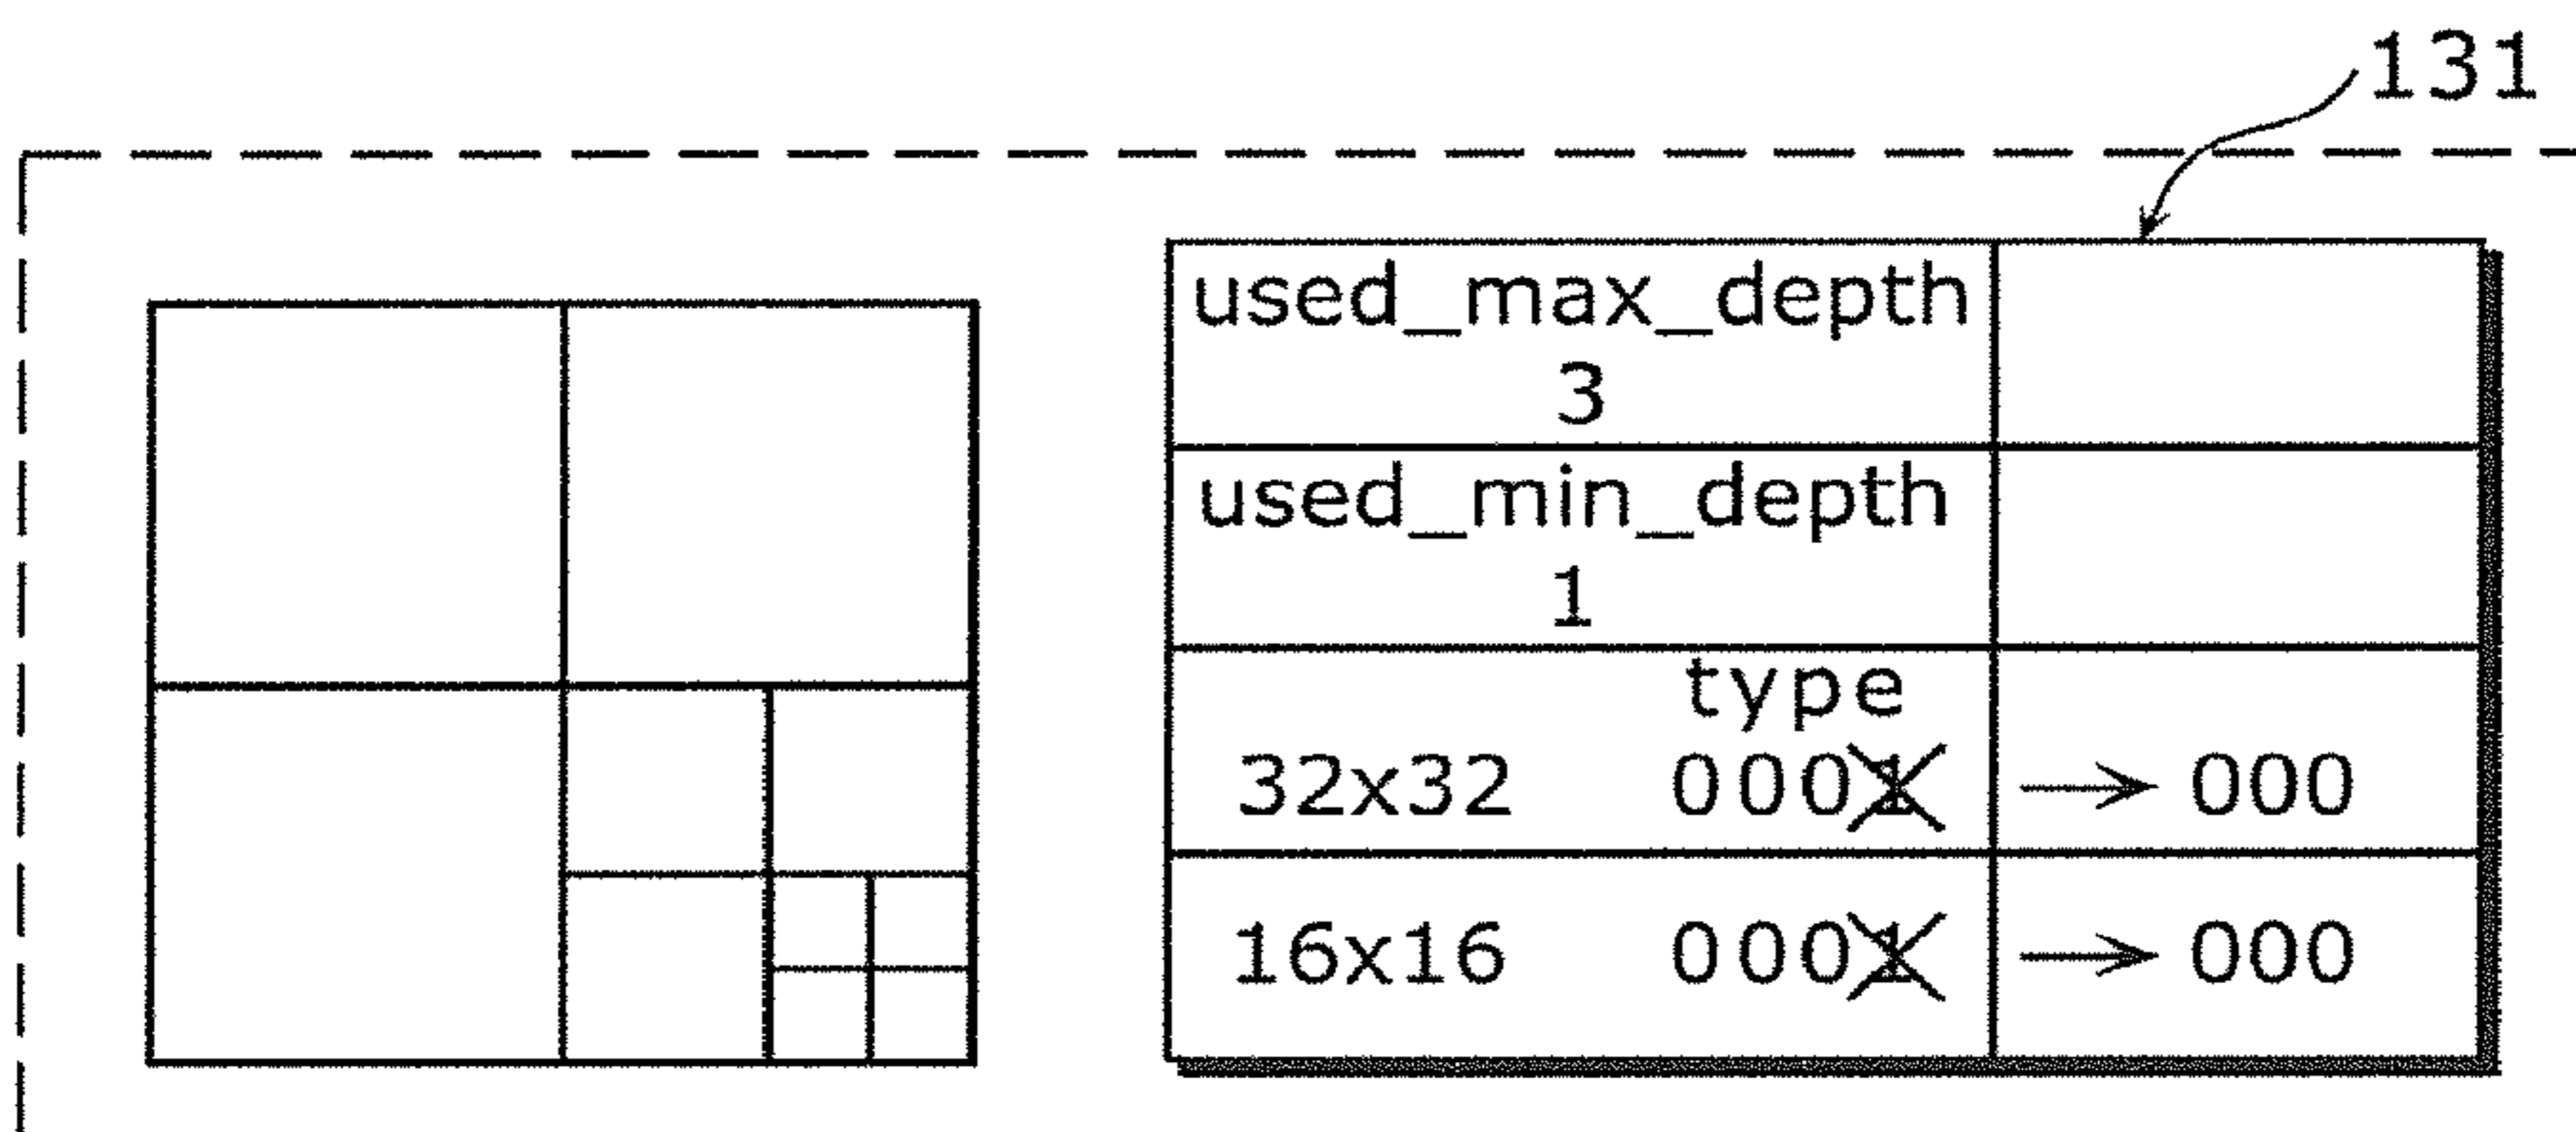 131
used_max_depth
3
used_min_depth
1
type
32x32 0001 → 000
16x16 0001 → 000